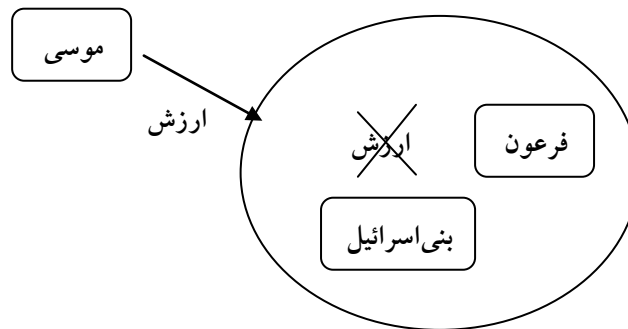 موسی
ارزش
ارزش
فرعون
بنی‌اسرائیل